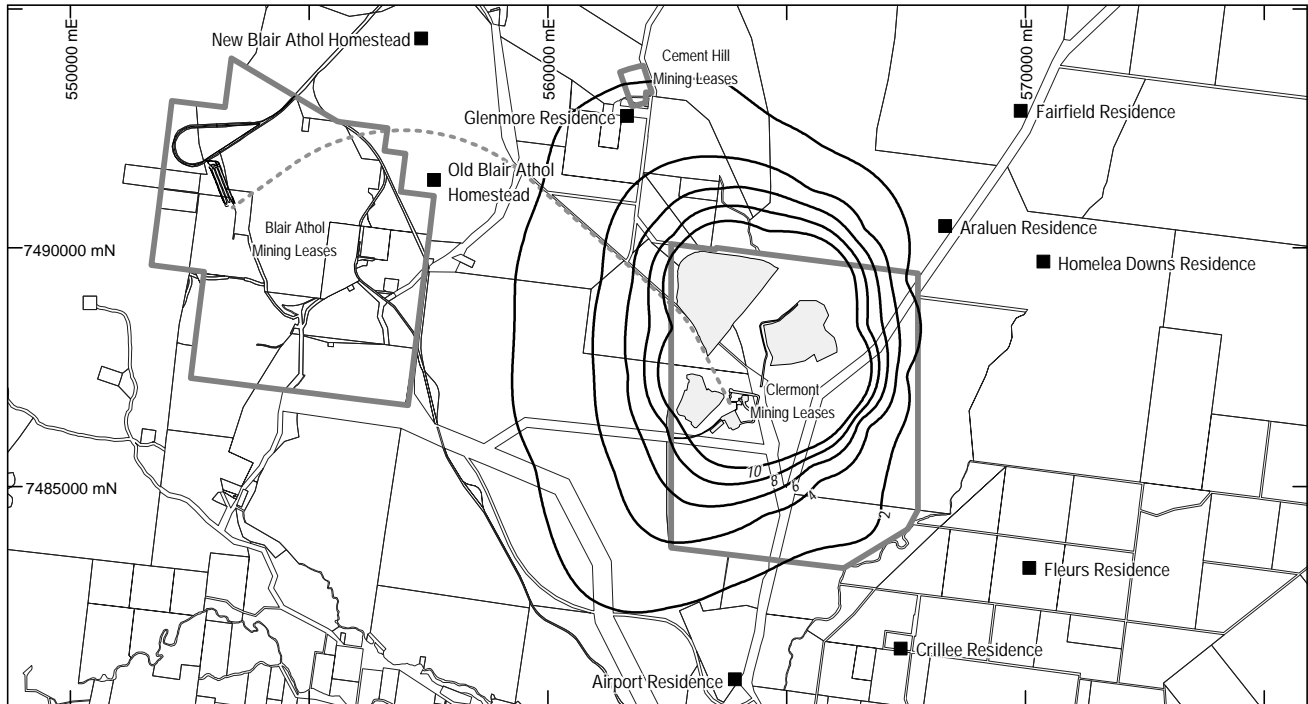 550000 mE
560000 mE
570000 mE
New Blair Athol Homestead
Cement Hill
Mining Leases
Glenmore Residence
Fairfield Residence
Old Blair Athol
Homestead
Blair Athol
Mining Leases
Araluen Residence
7490000 mN
Homelea Downs Residence
Clermont
Mining Leases
10
8
6
4
2
7485000 mN
Fleurs Residence
Crillee Residence
Airport Residence